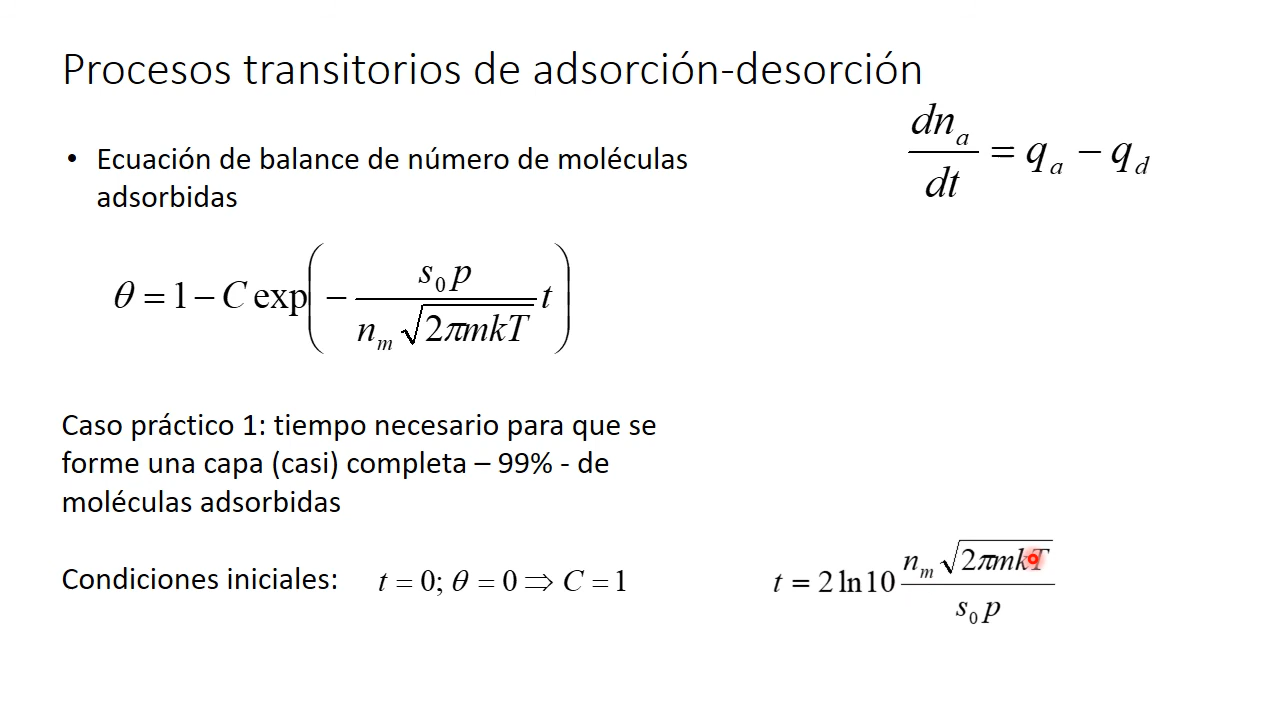 Procesos transitorios de adsorción-desorción
• Ecuación de balance de número de moléculas
adsorbidas
dn_a/dt = q_a − q_d
θ = 1 − C exp(− s_0 p / (n_m √(2πmkT)) t)
Caso práctico 1: tiempo necesario para que se
forme una capa (casi) completa – 99% - de
moléculas adsorbidas
Condiciones iniciales: t = 0; θ = 0 ⇒ C = 1
t = 2 ln 10 n_m √(2πmkT) / (s_0 p)